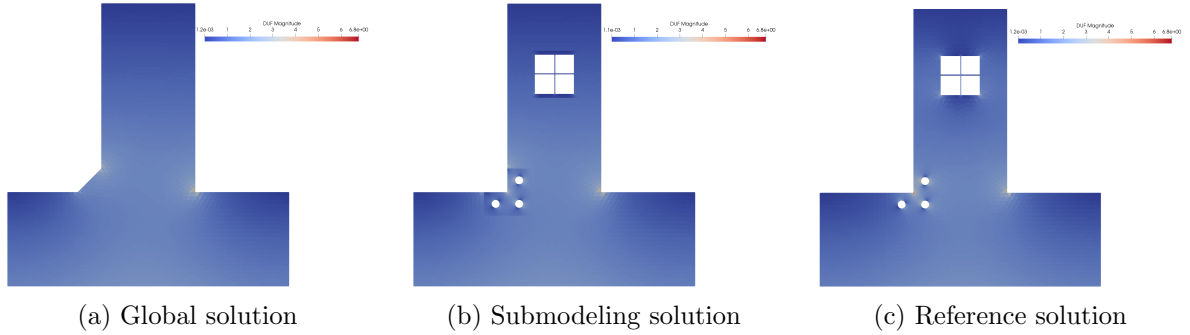 DUF Magnitude
1.2e-03 1 2 3 4 5 6 6.8e+00
DUF Magnitude
1.1e-03 1 2 3 4 5 6 6.8e+00
DUF Magnitude
1.2e-03 1 2 3 4 5 6 6.8e+00
(a) Global solution
(b) Submodeling solution
(c) Reference solution